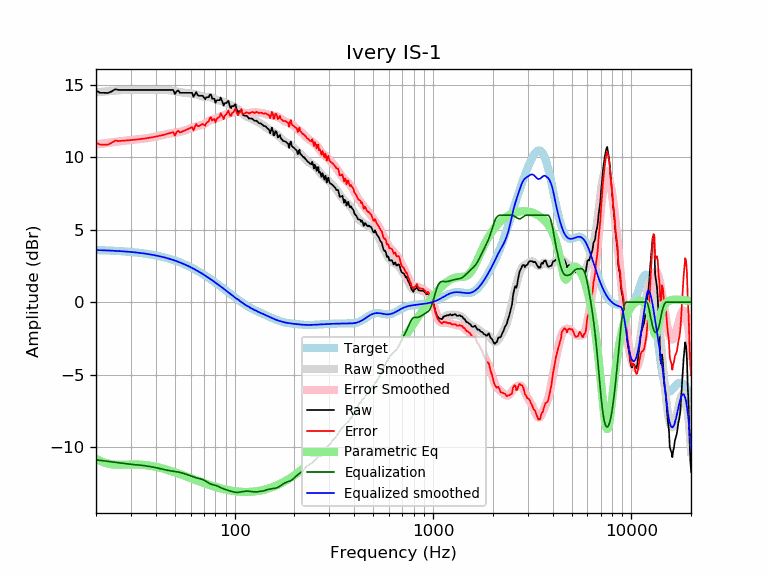 Ivery IS-1
15
10
5
0
−5
−10
Amplitude (dBr)
Target
Raw Smoothed
Error Smoothed
Raw
Error
Parametric Eq
Equalization
Equalized smoothed
100
1000
10000
Frequency (Hz)